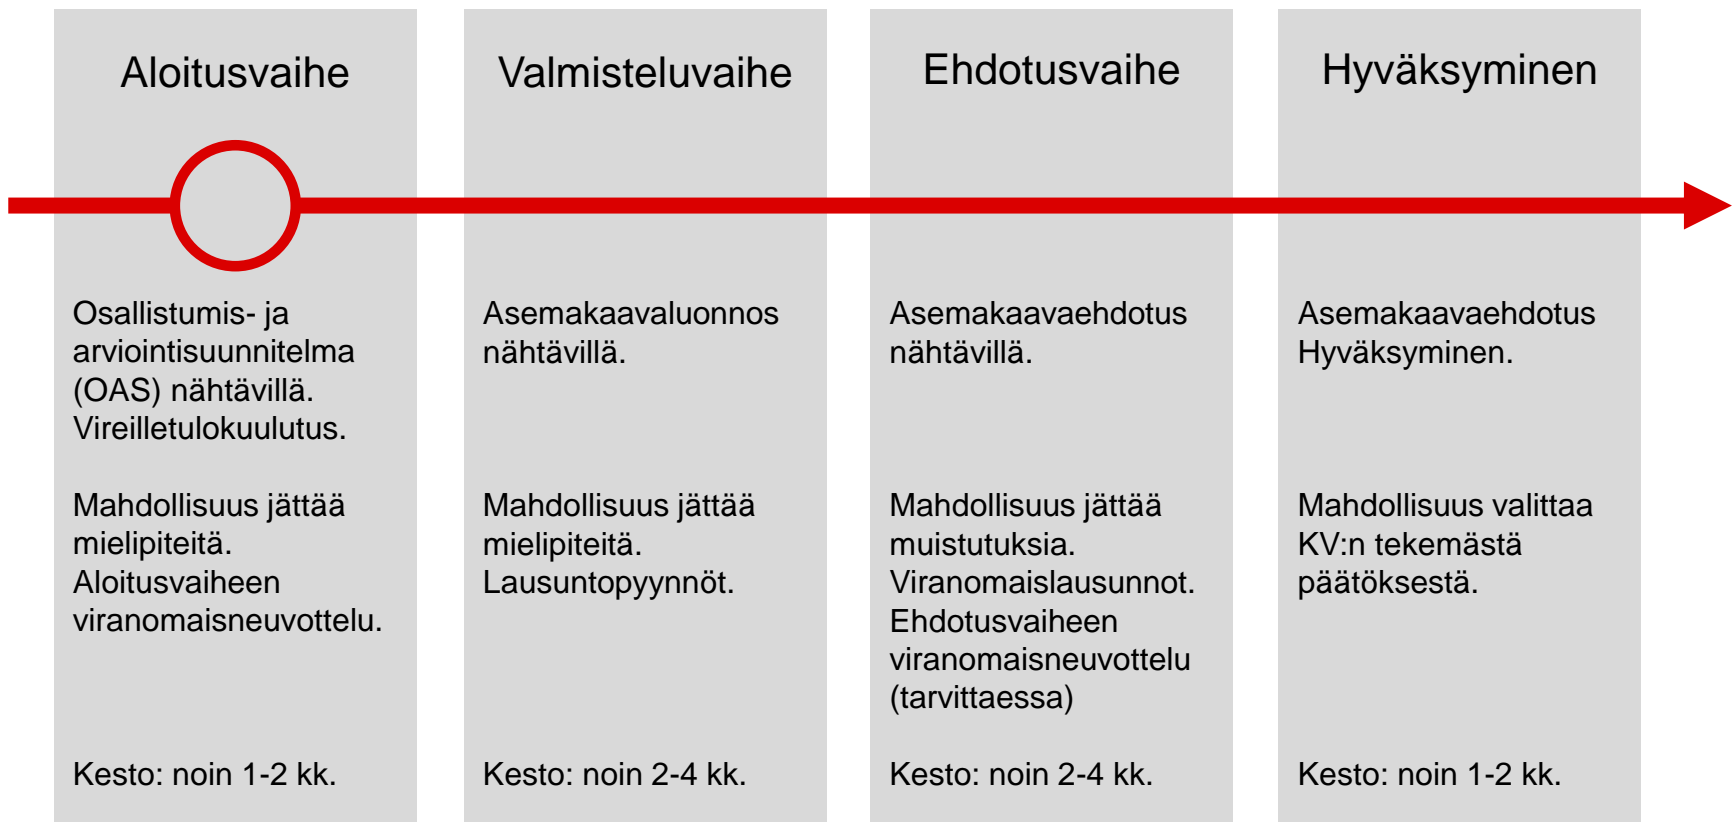 Aloitusvaihe
Osallistumis- ja
arviointisuunnitelma
(OAS) nähtävillä.
Vireilletulokuulutus.
Mahdollisuus jättää
mielipiteitä.
Aloitusvaiheen
viranomaisneuvottelu.
Kesto: noin 1-2 kk.
Valmisteluvaihe
Asemakaavaluonnos
nähtävillä.
Mahdollisuus jättää
mielipiteitä.
Lausuntopyynnöt.
Kesto: noin 2-4 kk.
Ehdotusvaihe
Asemakaavaehdotus
nähtävillä.
Mahdollisuus jättää
muistutuksia.
Viranomaislausunnot.
Ehdotusvaiheen
viranomaisneuvottelu
(tarvittaessa)
Kesto: noin 2-4 kk.
Hyväksyminen
Asemakaavaehdotus
Hyväksyminen.
Mahdollisuus valittaa
KV:n tekemästä
päätöksestä.
Kesto: noin 1-2 kk.